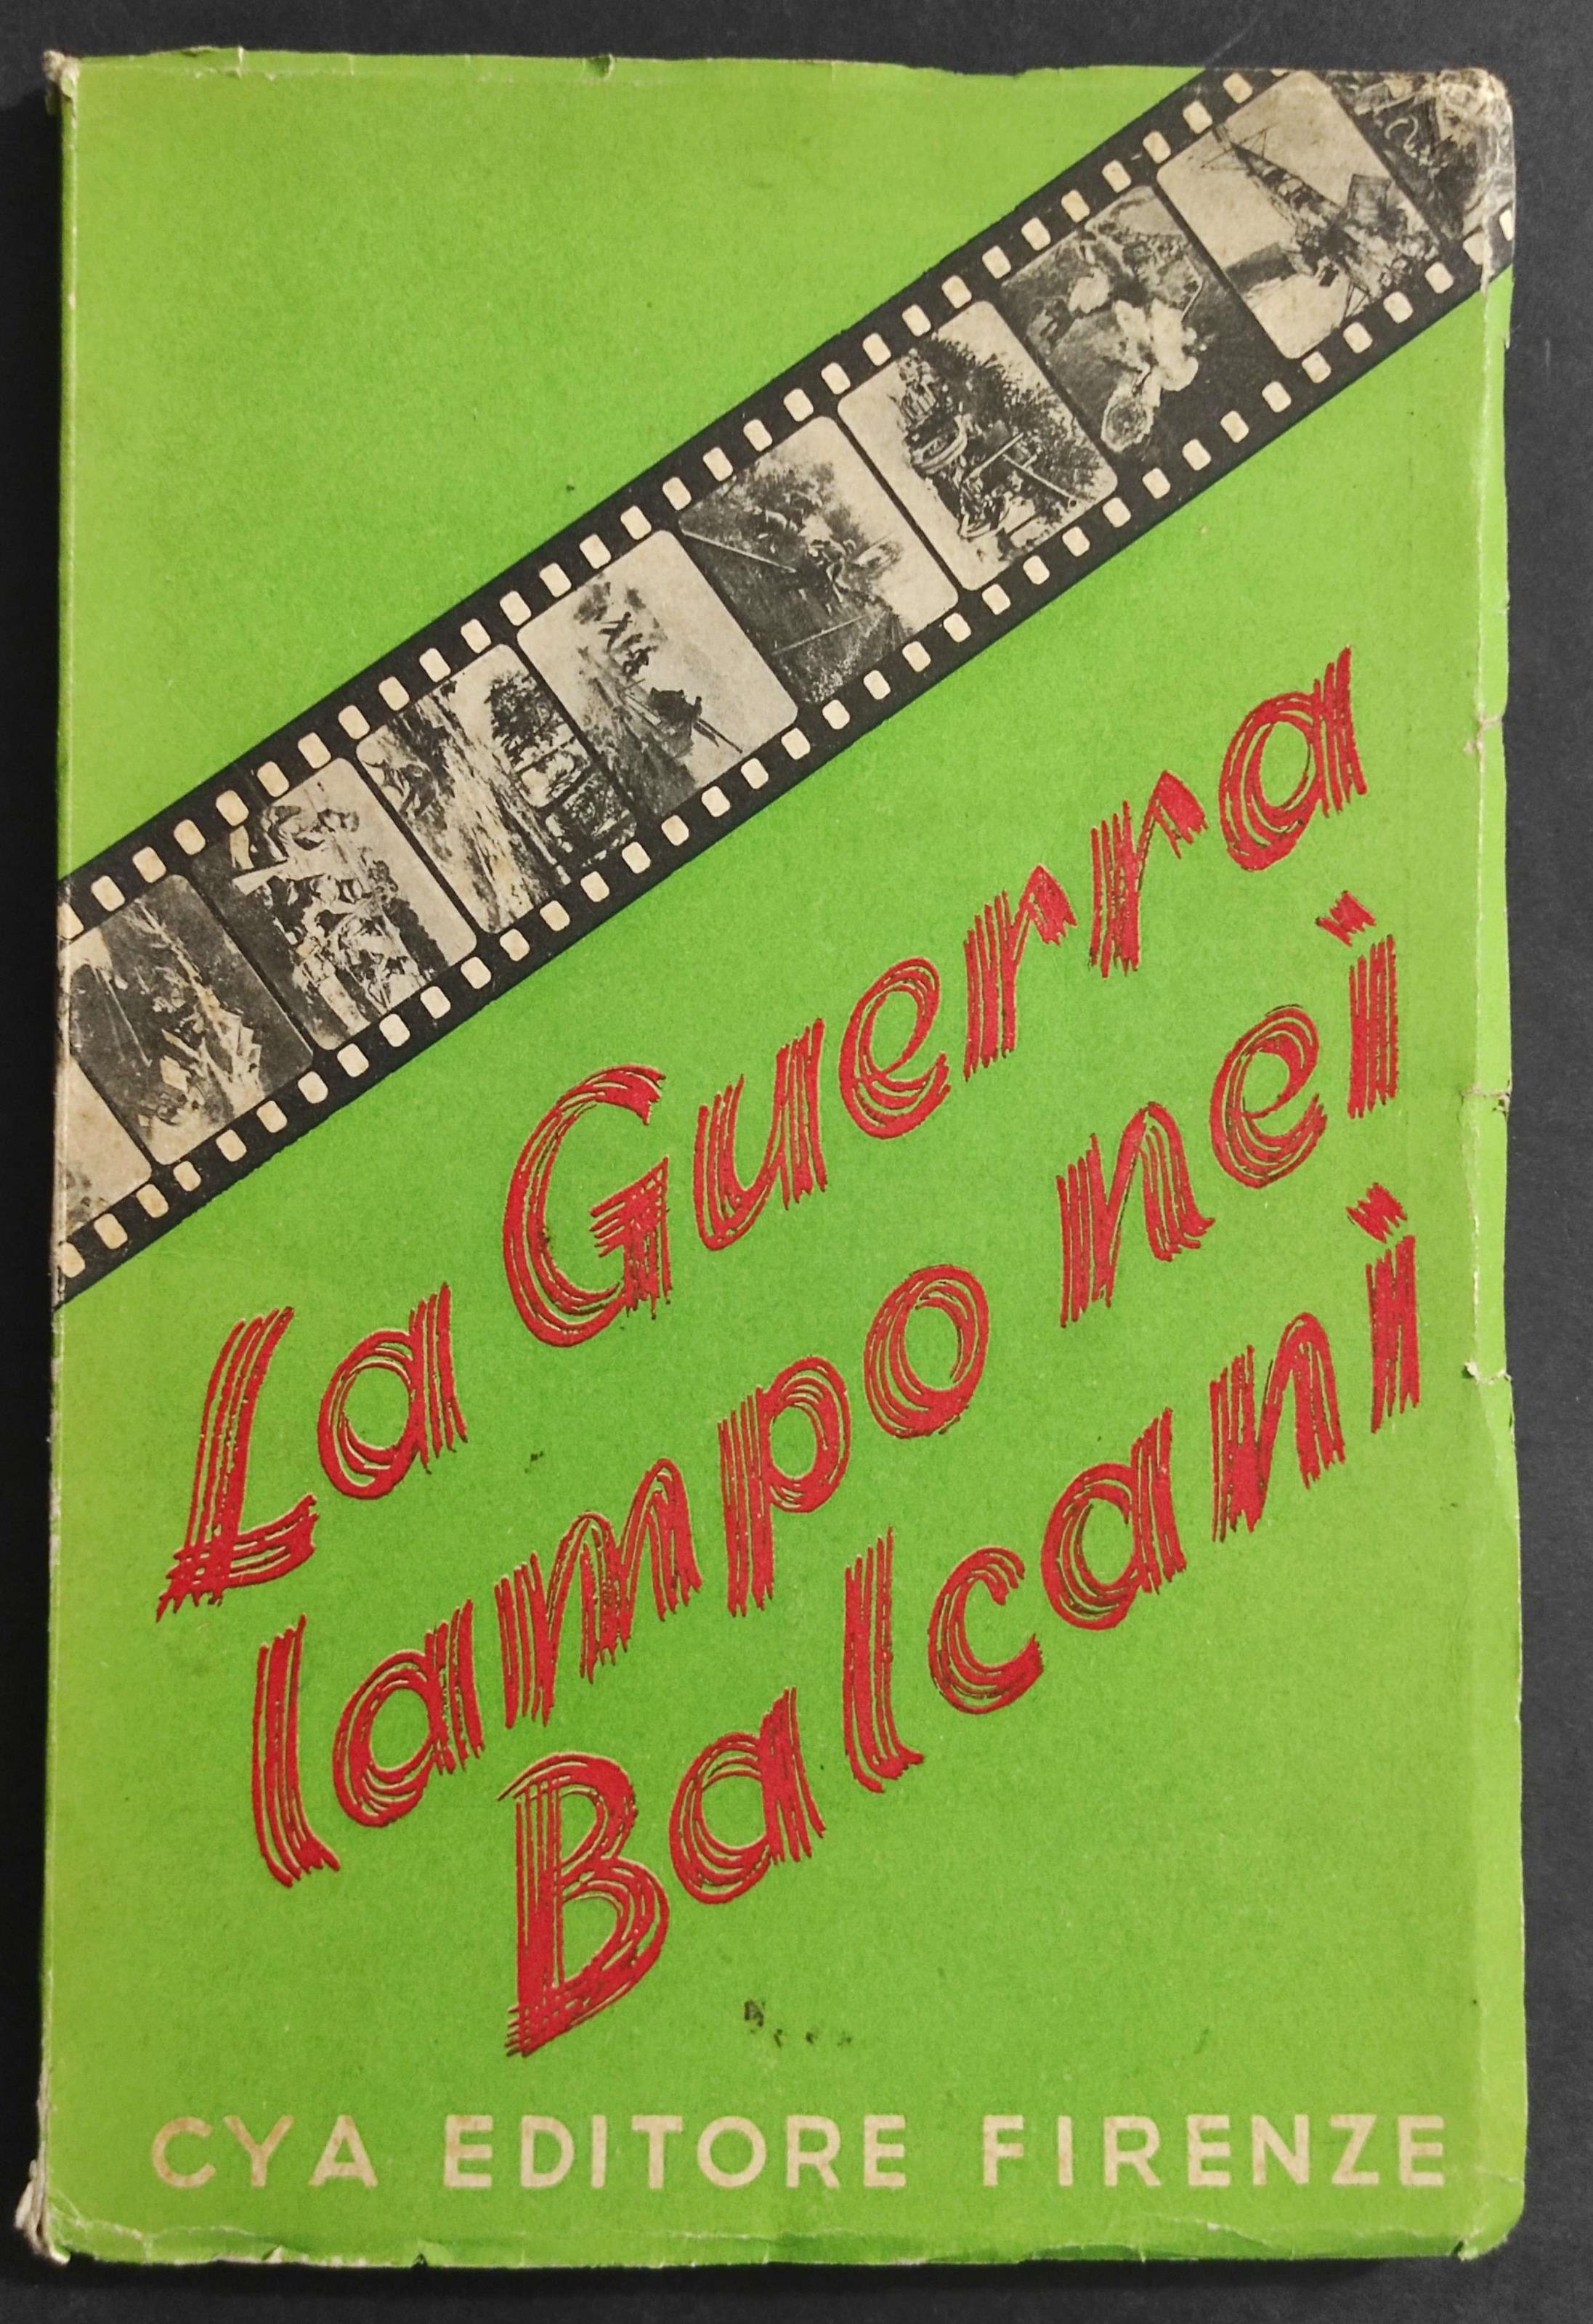 La Guerra
lampo nei
Balcani
CYA EDITORE FIRENZE